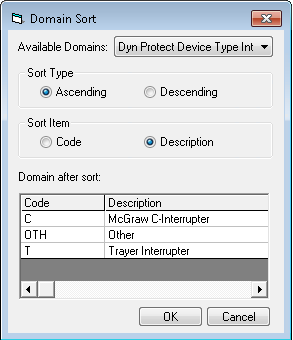 Domain Sort
Available Domains: Dyn Protect Device Type Int
Sort Type
Ascending Descending
Sort Item
Code Description
Domain after sort:
Code Description
C McGraw C-Interrupter
OTH Other
T Trayer Interrupter
OK Cancel